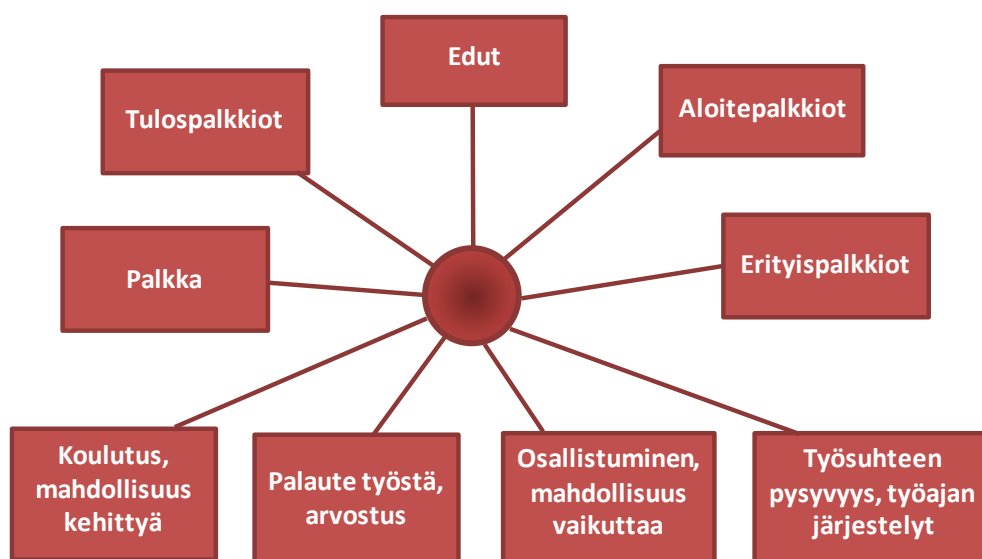 Edut
Tulospalkkiot
Aloitepalkkiot
Palkka
Erityispalkkiot
Koulutus,
mahdollisuus
kehittyä
Palaute työstä,
arvostus
Osallistuminen,
mahdollisuus
vaikuttaa
Työsuhteen
pysyvyys, työajan
järjestelyt